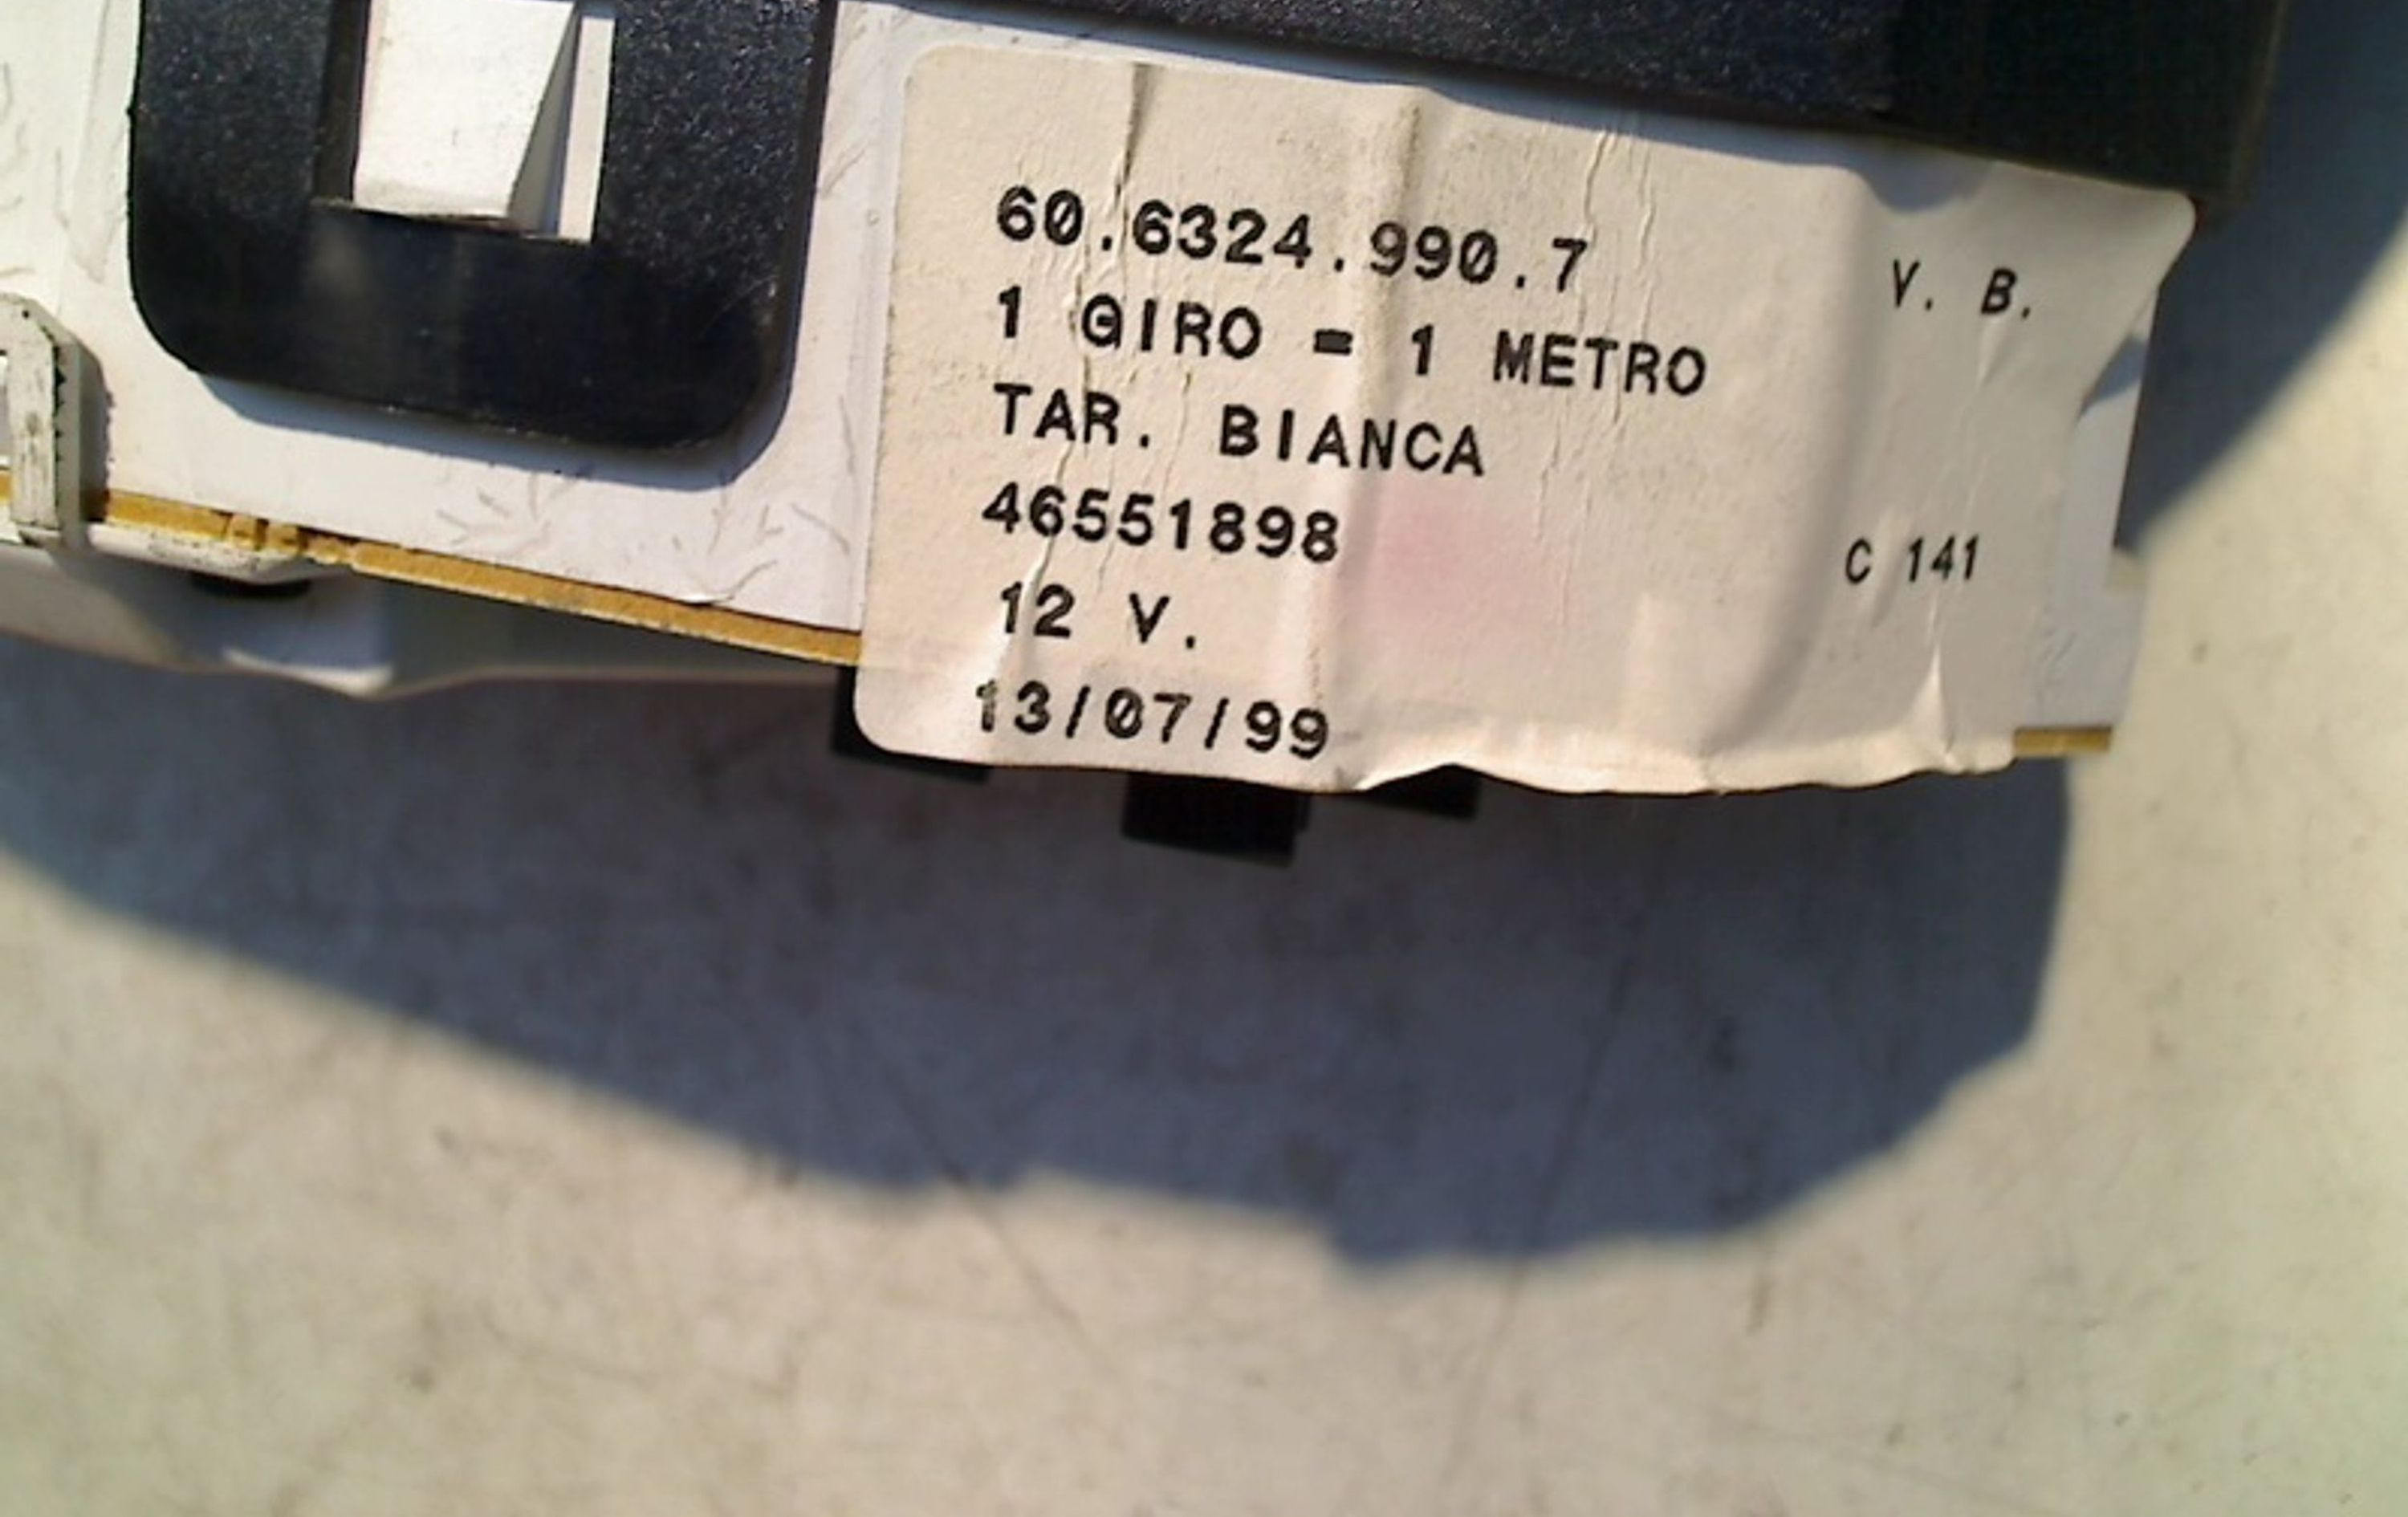 60.6324.990.7 V. B.
1 GIRO = 1 METRO
TAR. BIANCA
46551898 C 141
12 V.
13/07/99